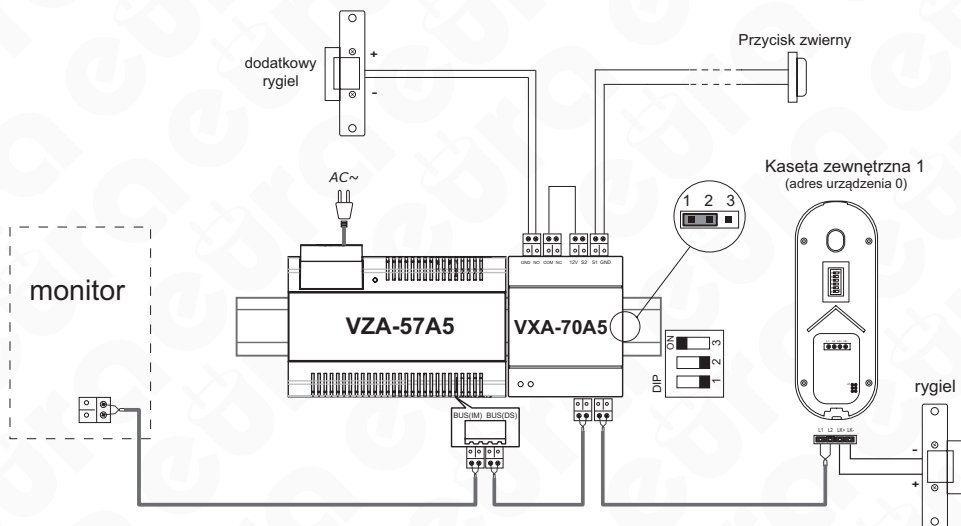 dodatkowy
rygiel
+
-
Przycisk zwierny
AC~
Kaseta zewnętrzna 1
(adres urządzenia 0)
1 2 3
GND NO COM NC 12V S2 S1 GND
monitor
VZA-57A5
VXA-70A5
ON
DIP
1 2 3
BUS(IM) BUS(DS)
rygiel
L1 L2 LK+ LK-
-
+
eura